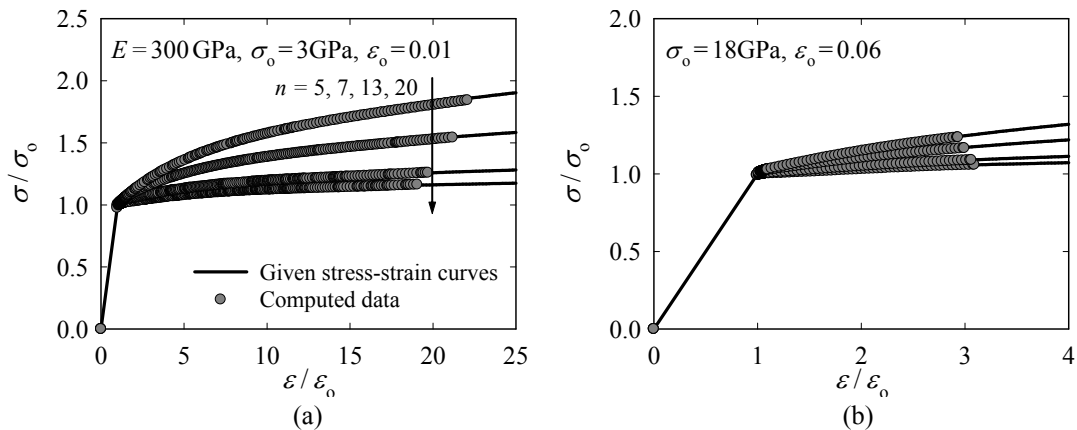 2.5
2.0
1.5
1.0
0.5
0.0
σ / σo
E = 300 GPa, σo = 3GPa, εo = 0.01
n = 5, 7, 13, 20
Given stress-strain curves
Computed data
0 5 10 15 20 25
ε / εo
(a)
2.0
1.5
1.0
0.5
0.0
σ / σo
σo = 18GPa, εo = 0.06
0 1 2 3 4
ε / εo
(b)